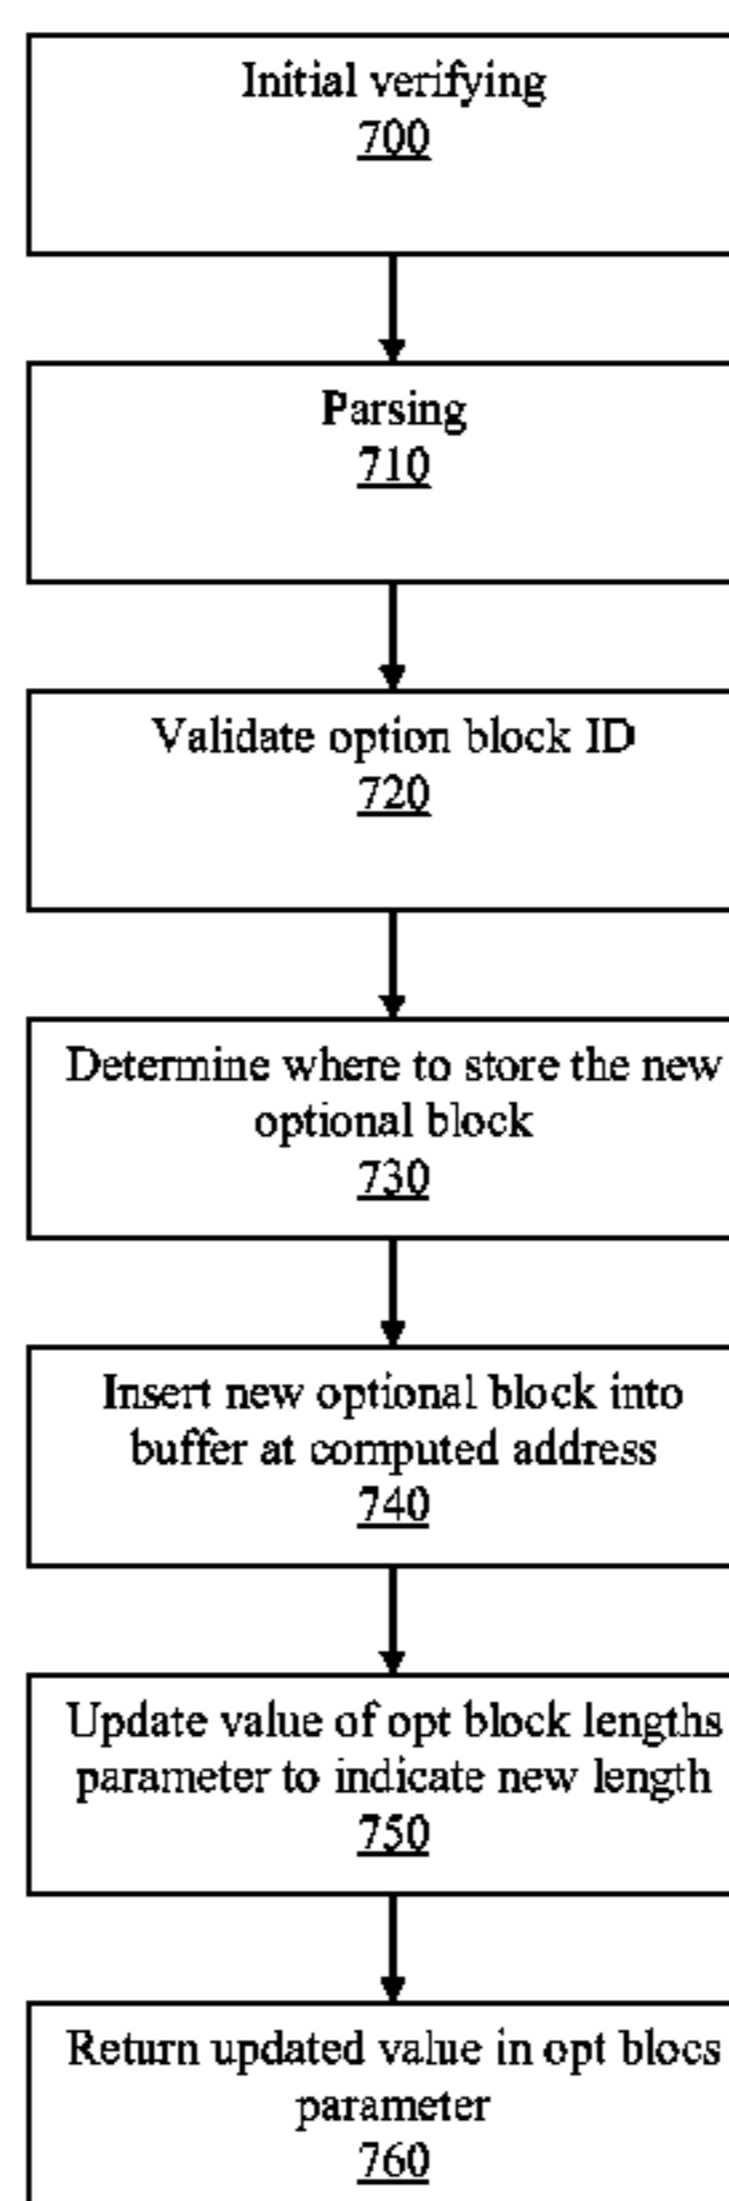 Initial verifying
700
Parsing
710
Validate option block ID
720
Determine where to store the new
optional block
730
Insert new optional block into
buffer at computed address
740
Update value of opt block lengths
parameter to indicate new length
750
Return updated value in opt blocs
parameter
760